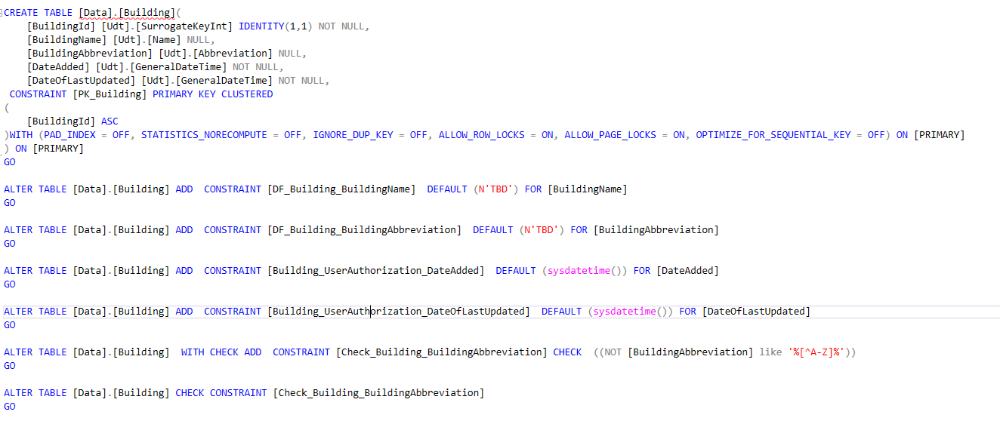 CREATE TABLE [Data].[Building](
[BuildingId] [Udt].[SurrogateKeyInt] IDENTITY(1,1) NOT NULL,
[BuildingName] [Udt].[Name] NULL,
[BuildingAbbreviation] [Udt].[Abbreviation] NULL,
[DateAdded] [Udt].[GeneralDateTime] NOT NULL,
[DateOfLastUpdated] [Udt].[GeneralDateTime] NOT NULL,
CONSTRAINT [PK_Building] PRIMARY KEY CLUSTERED
(
[BuildingId] ASC
)WITH (PAD_INDEX = OFF, STATISTICS_NORECOMPUTE = OFF, IGNORE_DUP_KEY = OFF, ALLOW_ROW_LOCKS = ON, ALLOW_PAGE_LOCKS = ON, OPTIMIZE_FOR_SEQUENTIAL_KEY = OFF) ON [PRIMARY]
) ON [PRIMARY]
GO
ALTER TABLE [Data].[Building] ADD  CONSTRAINT [DF_Building_BuildingName]  DEFAULT (N'TBD') FOR [BuildingName]
GO
ALTER TABLE [Data].[Building] ADD  CONSTRAINT [DF_Building_BuildingAbbreviation]  DEFAULT (N'TBD') FOR [BuildingAbbreviation]
GO
ALTER TABLE [Data].[Building] ADD  CONSTRAINT [Building_UserAuthorization_DateAdded]  DEFAULT (sysdatetime()) FOR [DateAdded]
GO
ALTER TABLE [Data].[Building] ADD  CONSTRAINT [Building_UserAuthorization_DateOfLastUpdated]  DEFAULT (sysdatetime()) FOR [DateOfLastUpdated]
GO
ALTER TABLE [Data].[Building]  WITH CHECK ADD  CONSTRAINT [Check_Building_BuildingAbbreviation] CHECK  ((NOT [BuildingAbbreviation] like '%[^A-Z]%'))
GO
ALTER TABLE [Data].[Building] CHECK CONSTRAINT [Check_Building_BuildingAbbreviation]
GO